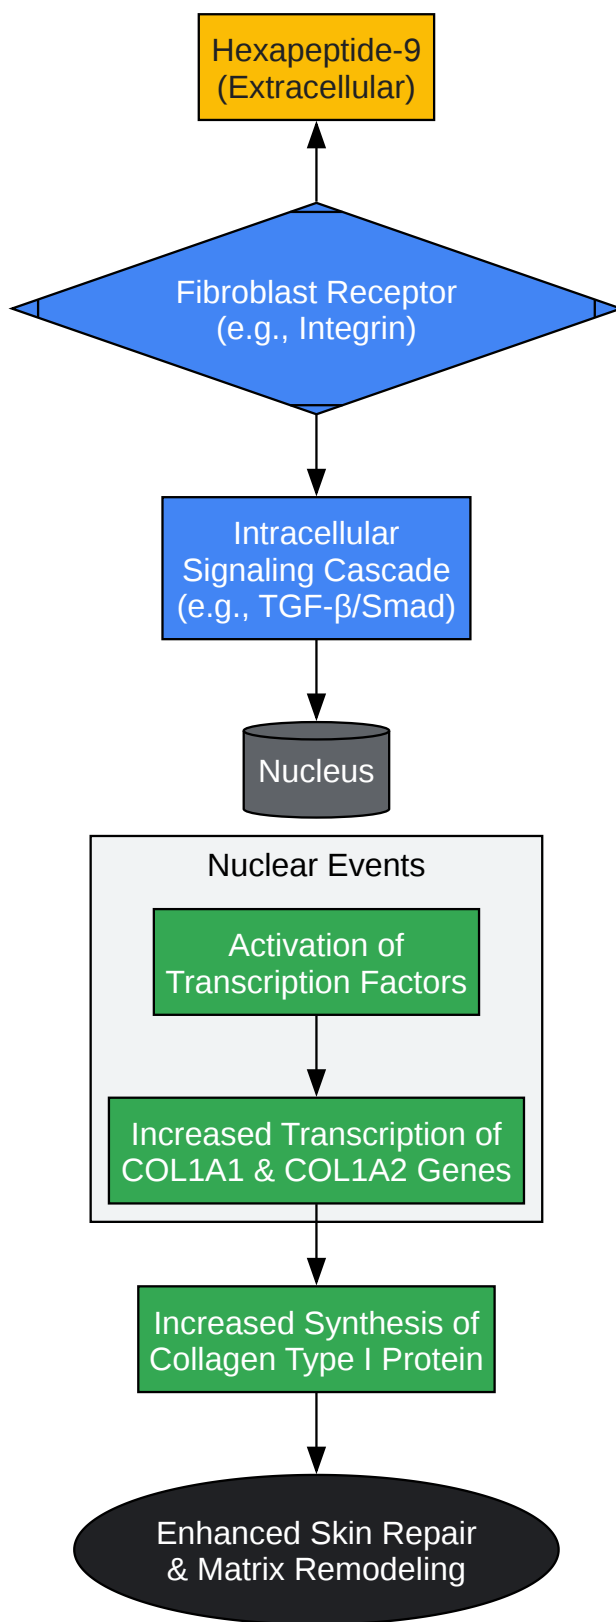 Hexapeptide-9
(Extracellular)
Fibroblast Receptor
(e.g., Integrin)
Intracellular
Signaling Cascade
(e.g., TGF-β/Smad)
Nucleus
Nuclear Events
Activation of
Transcription Factors
Increased Transcription of
COL1A1 & COL1A2 Genes
Increased Synthesis of
Collagen Type I Protein
Enhanced Skin Repair
& Matrix Remodeling